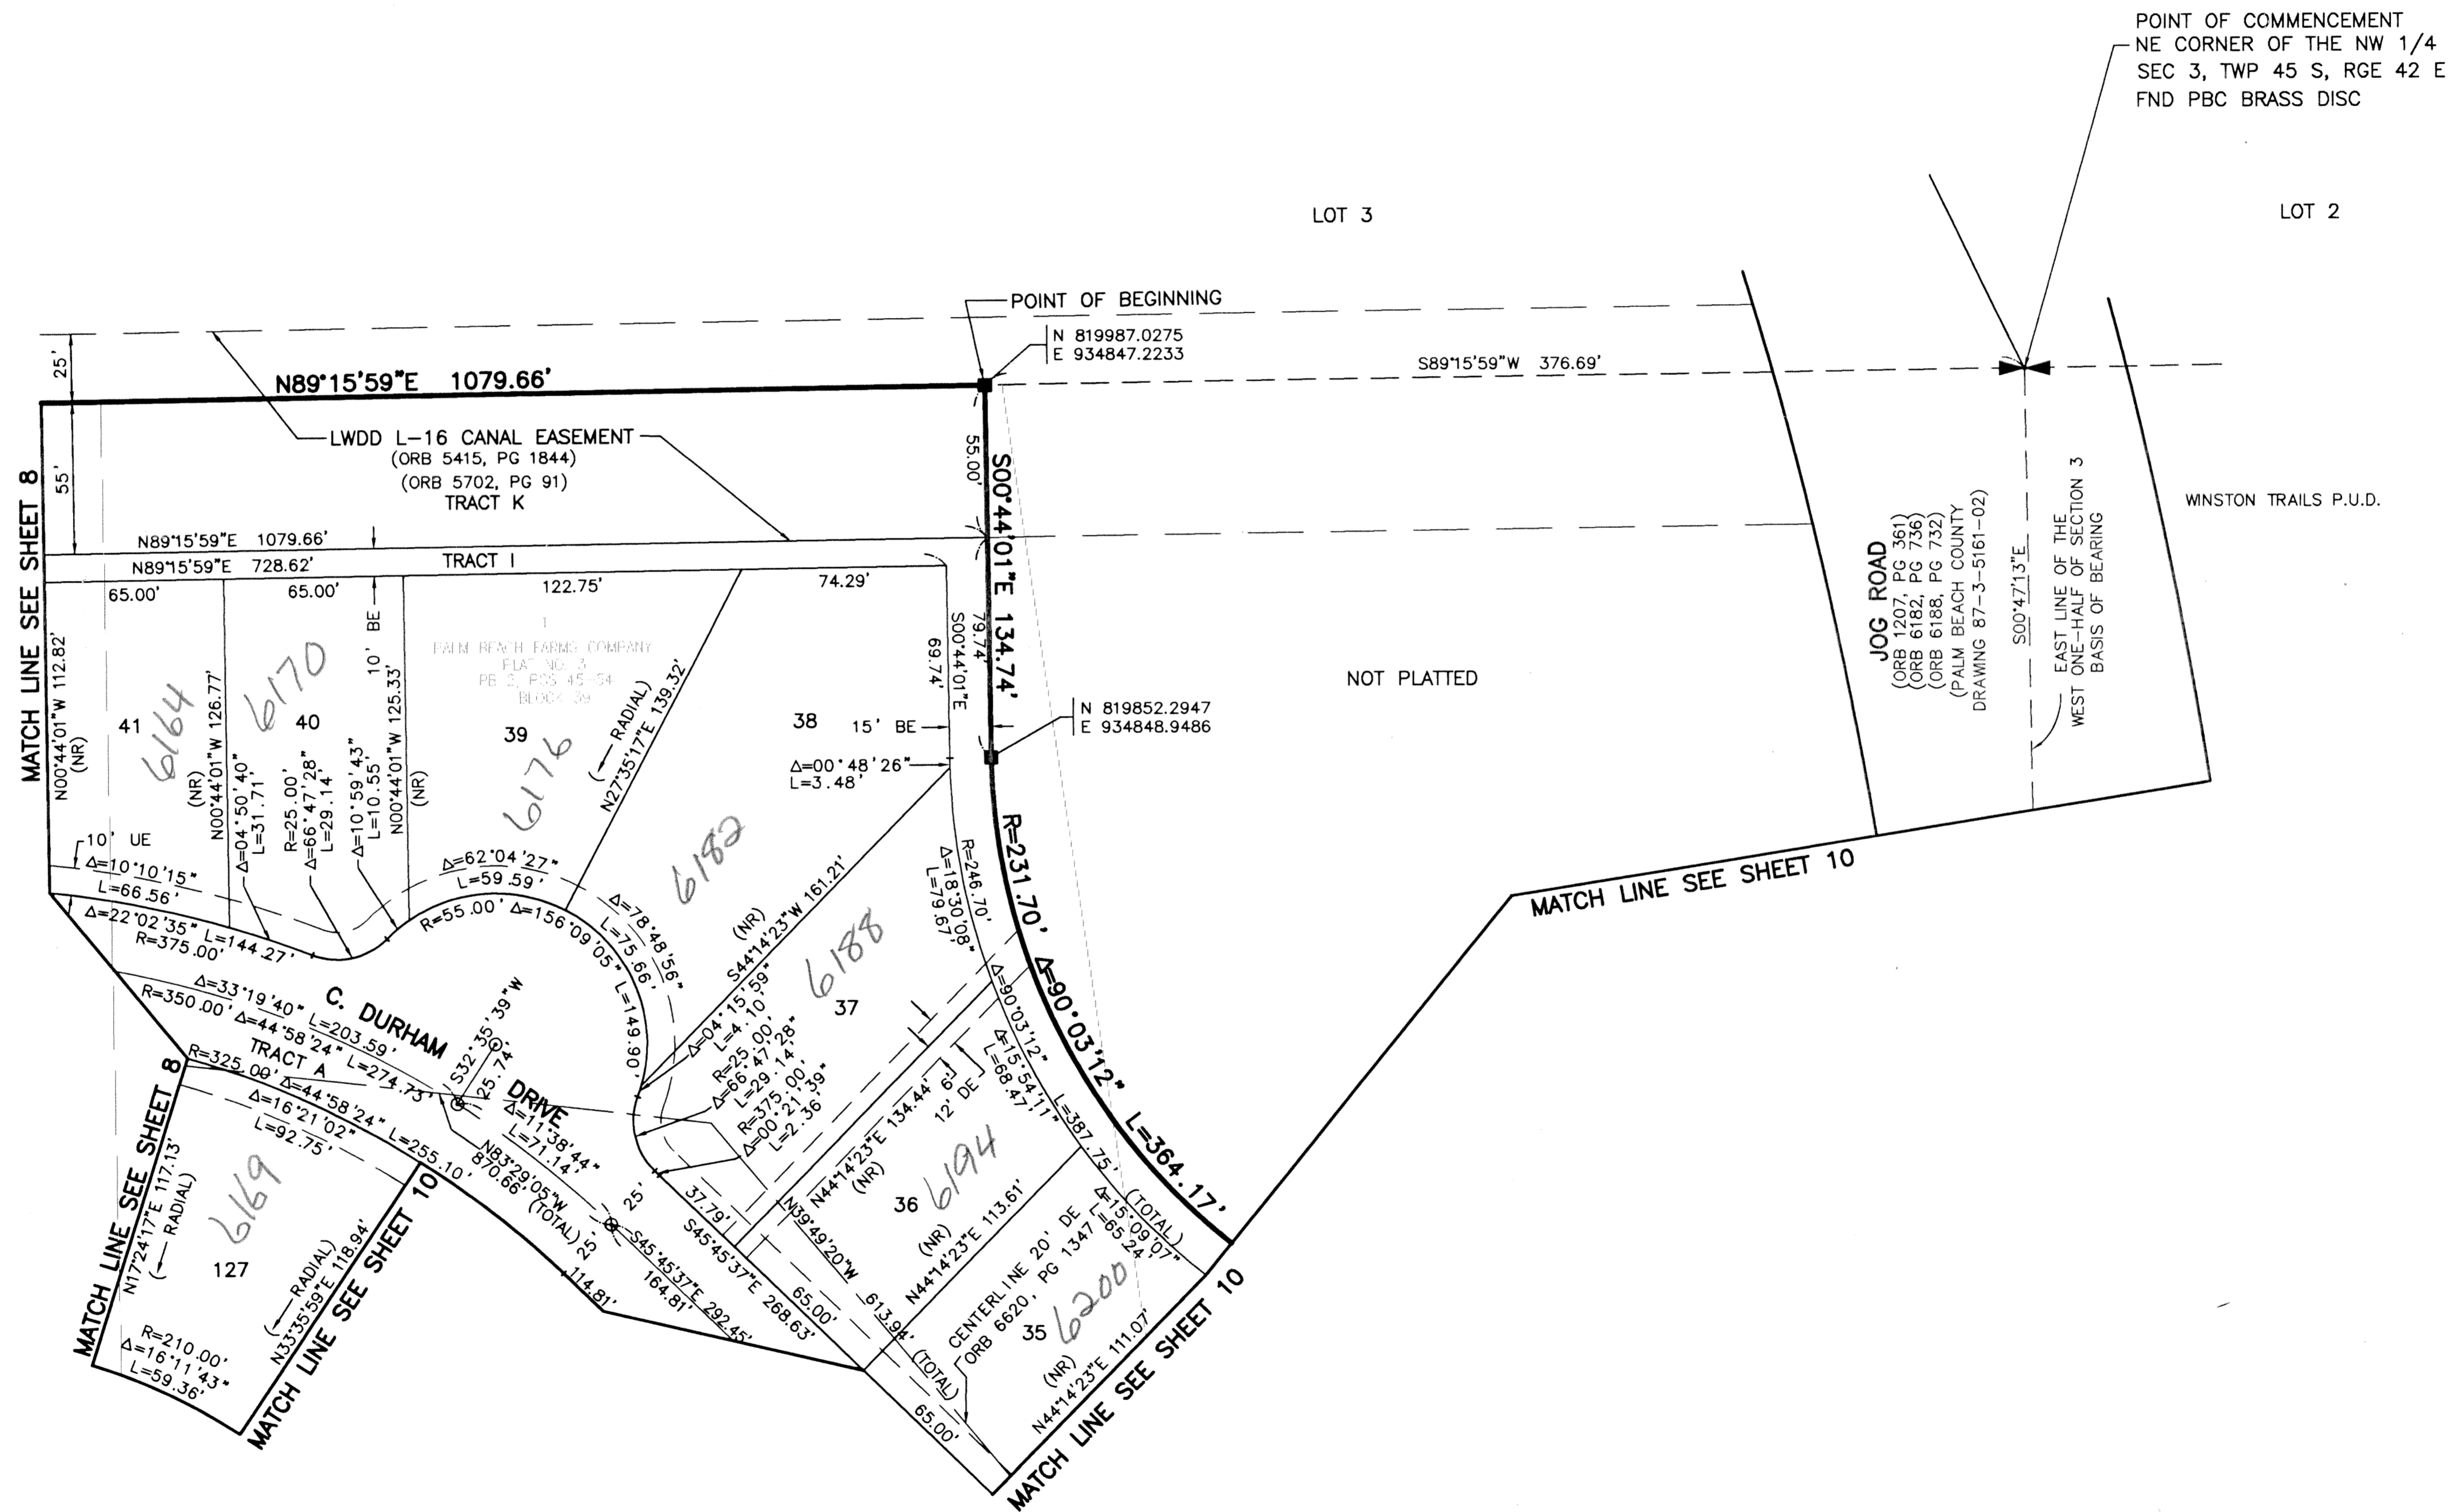 POINT OF COMMENCEMENT
NE CORNER OF THE NW 1/4
SEC 3, TWP 45 S, RGE 42 E
FND PBC BRASS DISC
LOT 3
LOT 2
POINT OF BEGINNING
N 819987.0275
E 934847.2233
S89°15'59"W 376.69'
25'
N89°15'59"E 1079.66'
LWDD L-16 CANAL EASEMENT
(ORB 5415, PG 1844)
(ORB 5702, PG 91)
TRACT K
55'
55.00'
S00°44'01"E 134.74'
MATCH LINE SEE SHEET 8
N89°15'59"E 1079.66'
N89°15'59"E 728.62'
TRACT I
65.00'
65.00'
122.75'
74.29'
10' BE
1
PALM BEACH FARMS COMPANY
PLAT NO. 3
PB 2, PGS 45-54
BLOCK 39
N00°44'01"W 112.82'
(NR)
41
6164
N00°44'01"W 126.77'
(NR)
6170
40
Δ=04°50'40"
L=31.71'
R=25.00'
Δ=66°47'28"
L=29.14'
Δ=10°59'43"
L=10.55'
N00°44'01"W 125.33'
(NR)
39
6176
(RADIAL)
N27°35'17"E 139.32'
38
6182
15' BE
79.74'
S00°44'01"E
69.74'
Δ=00°48'26"
L=3.48'
N 819852.2947
E 934848.9486
NOT PLATTED
JOG ROAD
(ORB 1207, PG 361)
(ORB 6182, PG 736)
(ORB 6188, PG 732)
(PALM BEACH COUNTY
DRAWING 87-3-5161-02)
S00°47'13"E
EAST LINE OF THE
WEST ONE-HALF OF SECTION 3
BASIS OF BEARING
WINSTON TRAILS P.U.D.
MATCH LINE SEE SHEET 10
10' UE
Δ=10°10'15"
L=66.56'
Δ=22°02'35" L=144.27'
R=375.00'
Δ=62°04'27"
L=59.59'
R=55.00' Δ=156°09'05" L=149.90'
Δ=78°48'56"
L=75.66'
(NR)
S44°14'23"W 161.21'
R=246.70'
Δ=18°30'08"
L=79.67'
R=231.70' Δ=90°03'12" L=364.17'
6188
37
Δ=04°15'59"
L=4.10'
R=25.00'
Δ=66°47'28"
L=29.14'
R=375.00'
Δ=00°21'39"
L=2.36'
Δ=90°03'12" L=387.75' (TOTAL)
Δ=15°54'11"
L=68.47'
6'
12' DE
N44°14'23"E 134.44'
(NR)
C. DURHAM DRIVE
Δ=33°19'40" L=203.59'
R=350.00' Δ=44°58'24" L=274.73'
TRACT A
R=325.00' Δ=44°58'24" L=255.10'
S32°35'39"W
25.74'
Δ=16°21'02"
L=92.75'
Δ=11°38'44"
L=71.14'
N83°29'05"W
870.66' (TOTAL)
25'
25'
37.79'
S45°45'37"E 268.63'
S45°45'37"E 292.45'
164.81'
114.81'
65.00'
N39°49'20"W 613.94' (TOTAL)
36
6194
(NR)
N44°14'23"E 113.61'
CENTERLINE 20' DE
ORB 6620, PG 1347
Δ=15°09'07"
L=65.24'
35
6200
(NR)
N44°14'23"E 111.07'
65.00'
MATCH LINE SEE SHEET 10
MATCH LINE SEE SHEET 8
N17°24'17"E 117.13'
(RADIAL)
6169
127
(RADIAL)
N33°35'59"E 118.94'
MATCH LINE SEE SHEET 10
R=210.00'
Δ=16°11'43"
L=59.36'